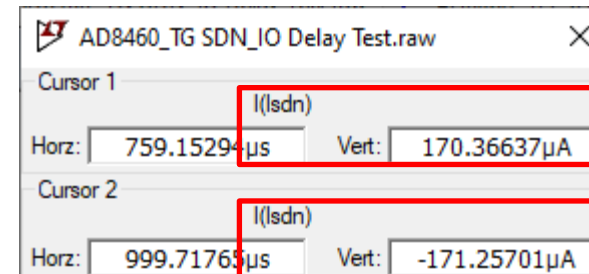 AD8460_TG SDN_IO Delay Test.raw
Cursor 1
I(Isdn)
Horz: 759.15294µs Vert: 170.36637µA
Cursor 2
I(Isdn)
Horz: 999.71765µs Vert: -171.25701µA